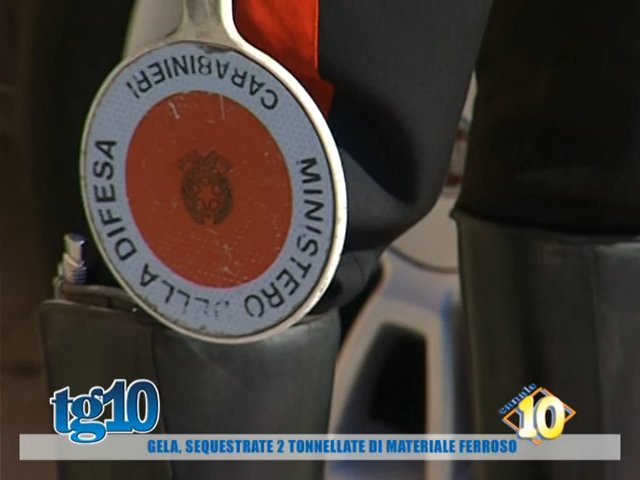 CARABINIERI
MINISTERO DELLA DIFESA
tg10
canale
10
GELA, SEQUESTRATE 2 TONNELLATE DI MATERIALE FERROSO